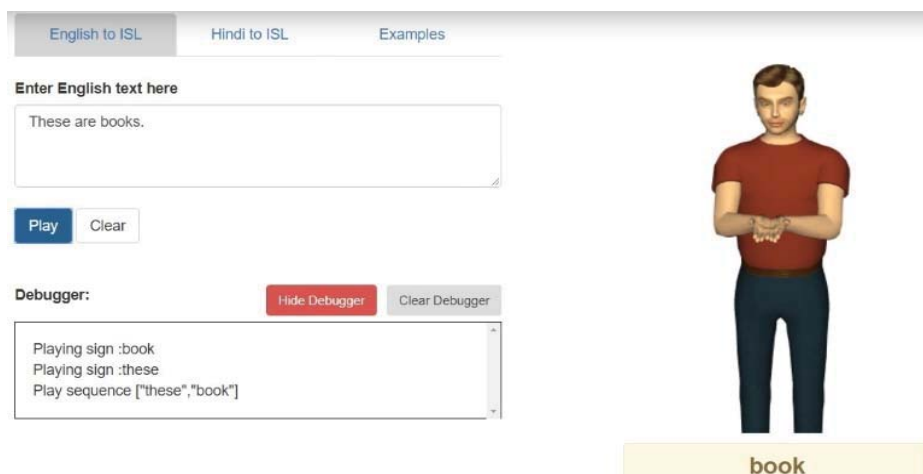 English to ISL Hindi to ISL Examples
Enter English text here
These are books.
Play Clear
Debugger: Hide Debugger Clear Debugger
Playing sign :book
Playing sign :these
Play sequence ["these","book"]
book